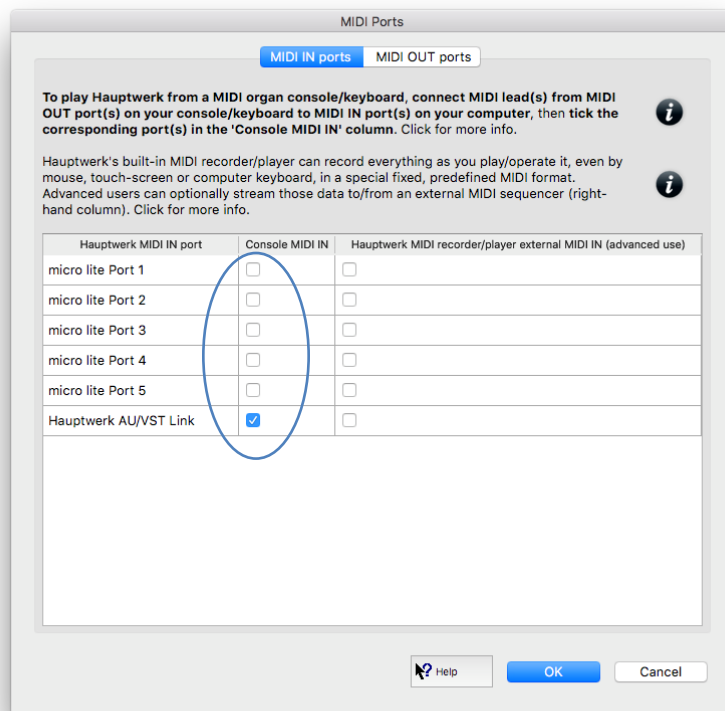 MIDI Ports
MIDI IN ports MIDI OUT ports
To play Hauptwerk from a MIDI organ console/keyboard, connect MIDI lead(s) from MIDI
OUT port(s) on your console/keyboard to MIDI IN port(s) on your computer, then tick the
corresponding port(s) in the 'Console MIDI IN' column. Click for more info.
Hauptwerk's built-in MIDI recorder/player can record everything as you play/operate it, even by
mouse, touch-screen or computer keyboard, in a special fixed, predefined MIDI format.
Advanced users can optionally stream those data to/from an external MIDI sequencer (right-
hand column). Click for more info.
Hauptwerk MIDI IN port Console MIDI IN Hauptwerk MIDI recorder/player external MIDI IN (advanced use)
micro lite Port 1
micro lite Port 2
micro lite Port 3
micro lite Port 4
micro lite Port 5
Hauptwerk AU/VST Link
Help OK Cancel